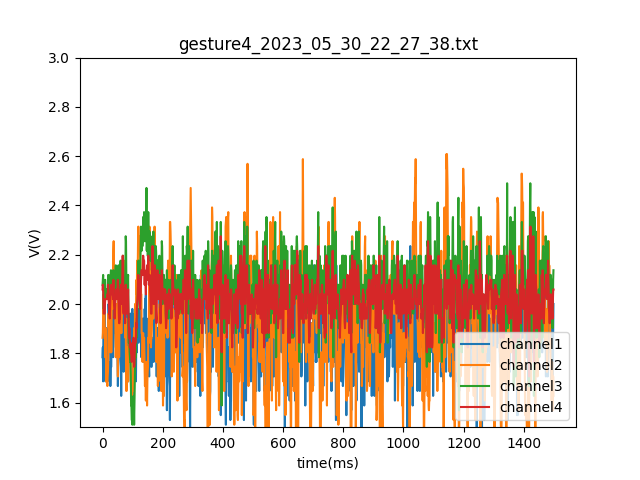 gesture4_2023_05_30_22_27_38.txt
V(V)
3.0
2.8
2.6
2.4
2.2
2.0
1.8
1.6
0 200 400 600 800 1000 1200 1400
time(ms)
channel1
channel2
channel3
channel4